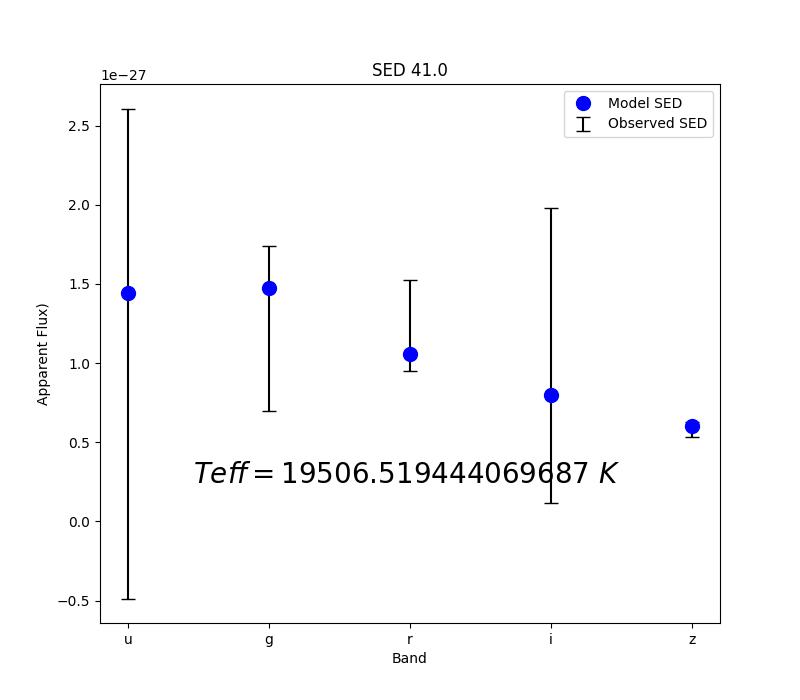 SED 41.0
1e−27
Model SED
Observed SED
2.5
2.0
1.5
1.0
0.5
0.0
−0.5
Apparent Flux)
Teff = 19506.519444069687 K
u g r i z
Band